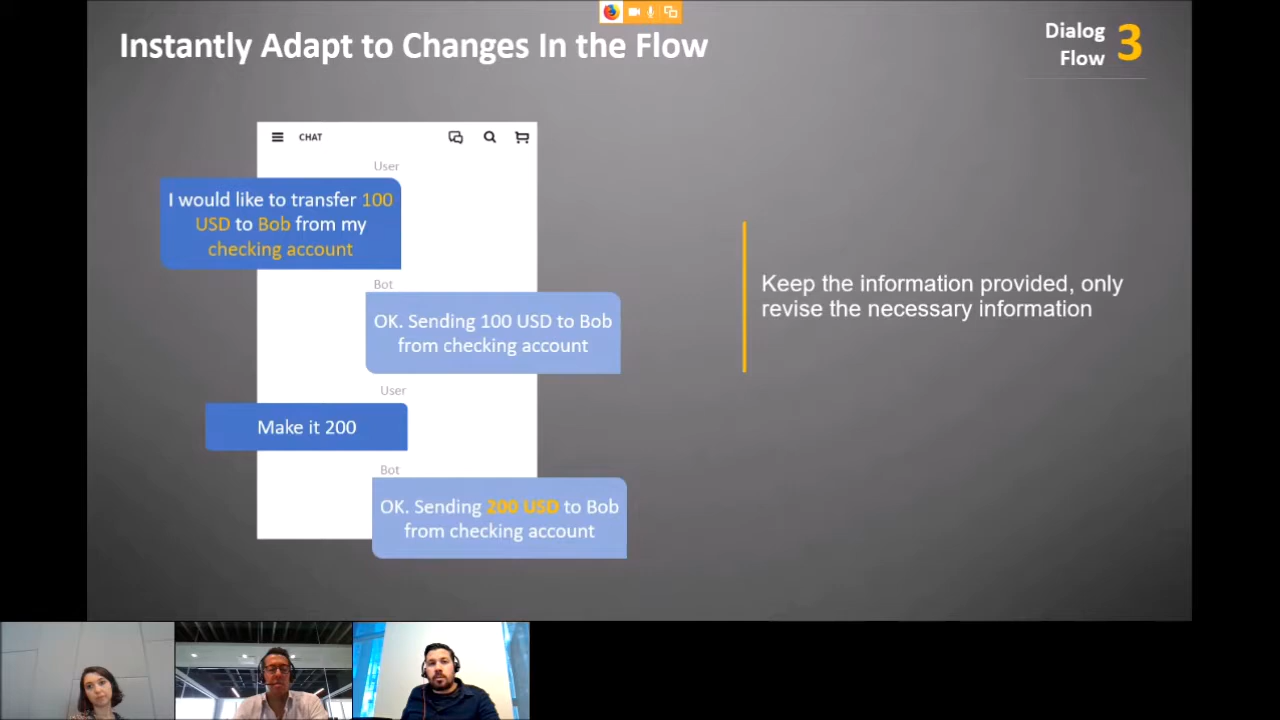 Instantly Adapt to Changes In the Flow
Dialog
Flow
3
CHAT
User
I would like to transfer 100
USD to Bob from my
checking account
Bot
OK. Sending 100 USD to Bob
from checking account
User
Make it 200
Bot
OK. Sending 200 USD to Bob
from checking account
Keep the information provided, only
revise the necessary information